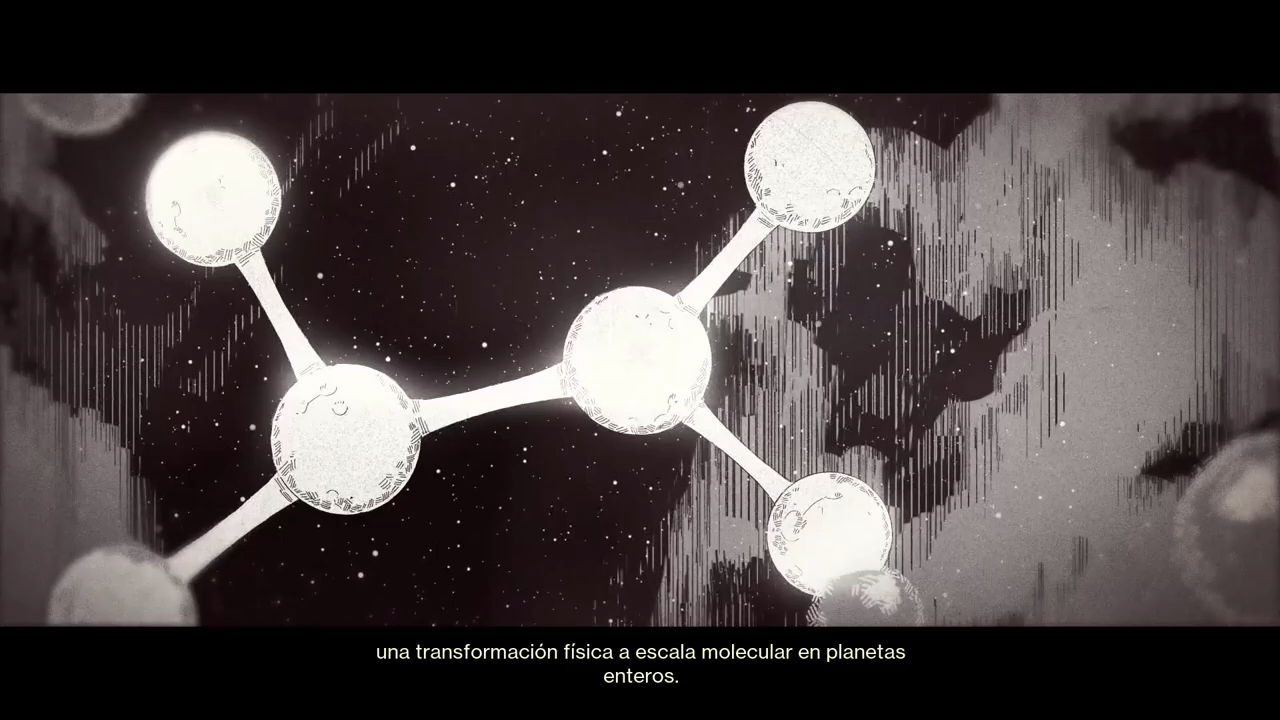 una transformación física a escala molecular en planetas
enteros.